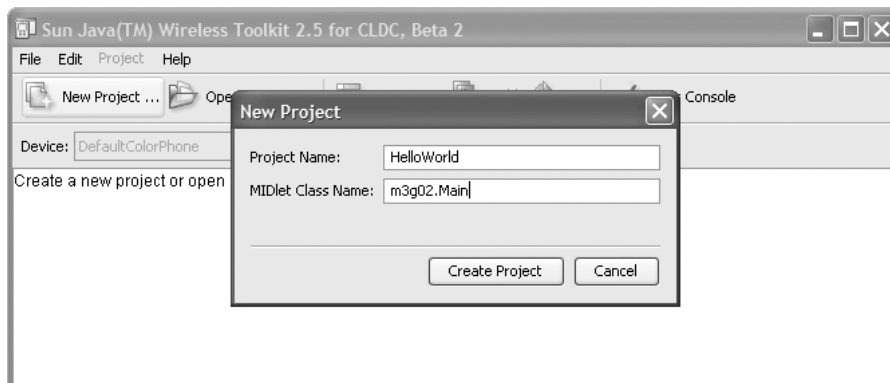 Sun Java(TM) Wireless Toolkit 2.5 for CLDC, Beta 2
File Edit Project Help
New Project ... Console
New Project
Device: DefaultColorPhone
Project Name: HelloWorld
Create a new project or open
MIDlet Class Name: m3g02.Main
Create Project Cancel